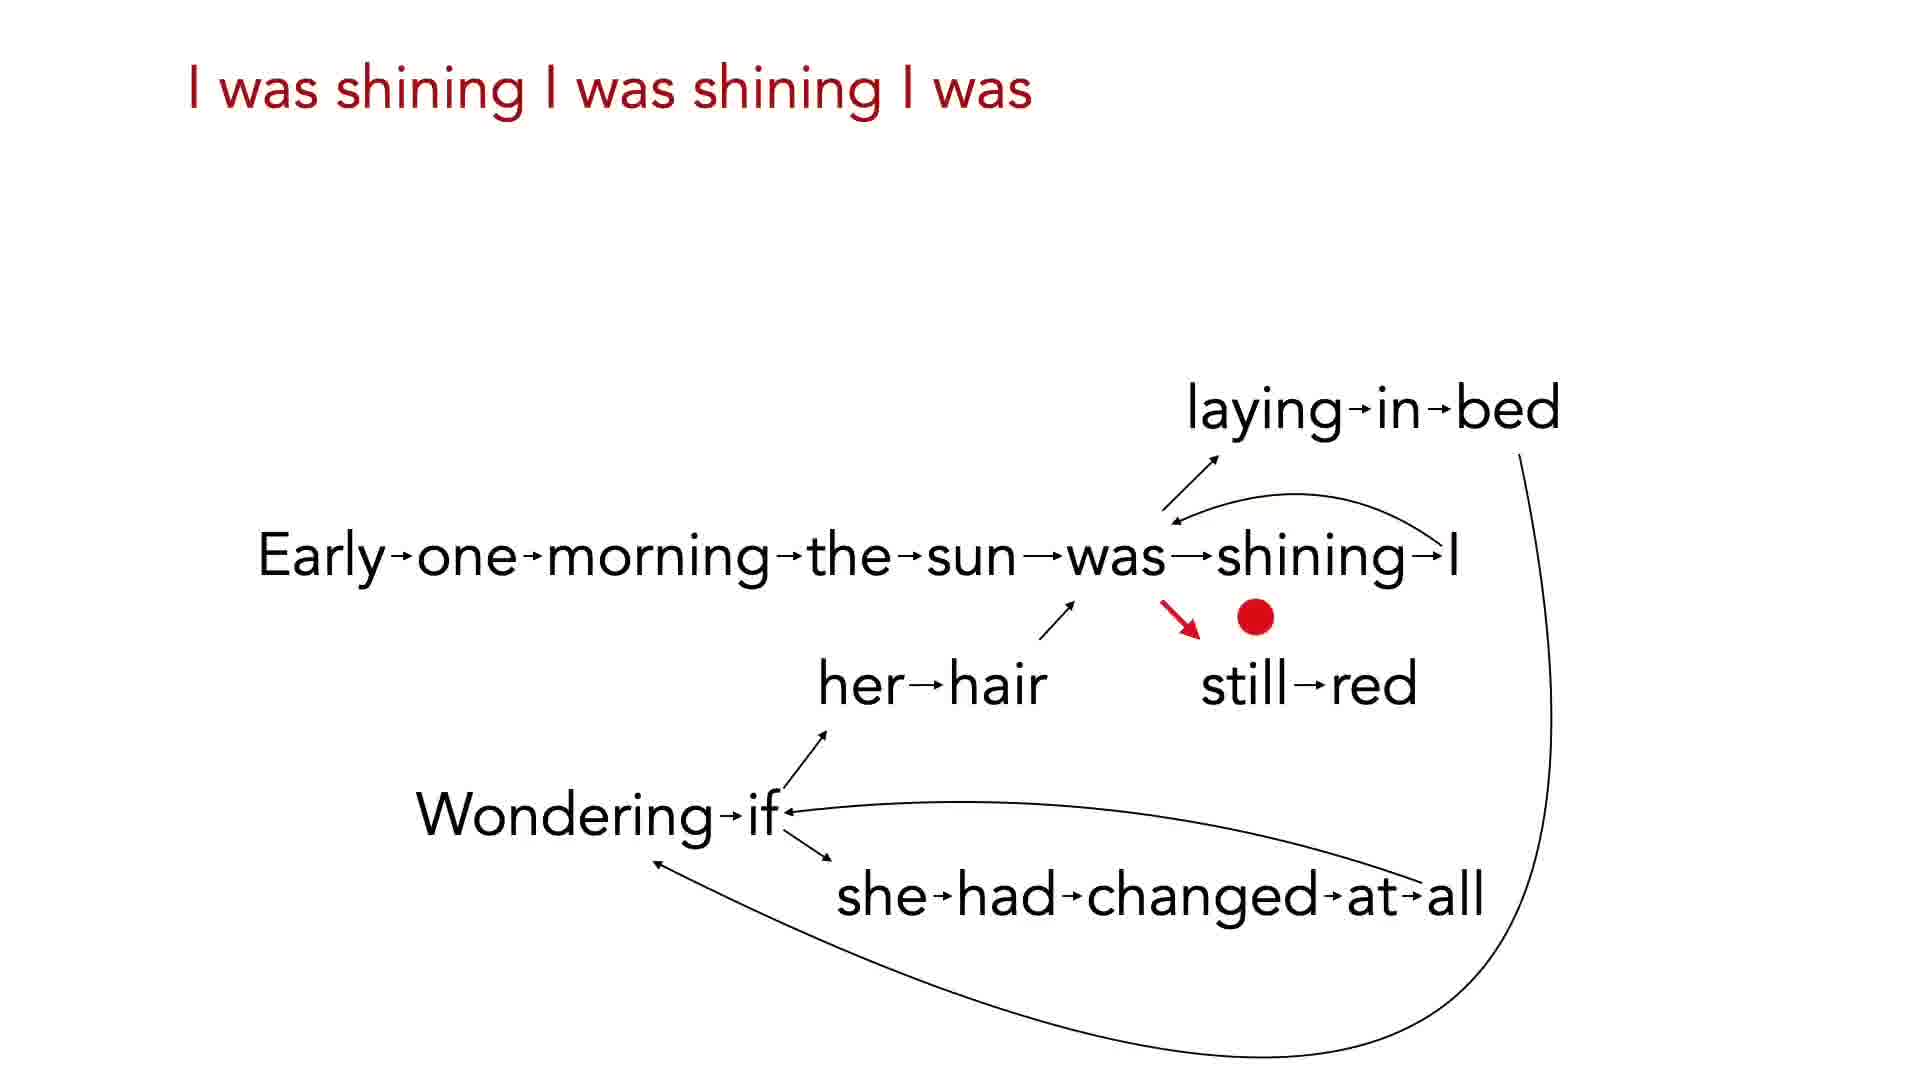 I was shining I was shining I was
laying in bed
Early one morning the sun was shining I
her hair still red
Wondering if
she had changed at all